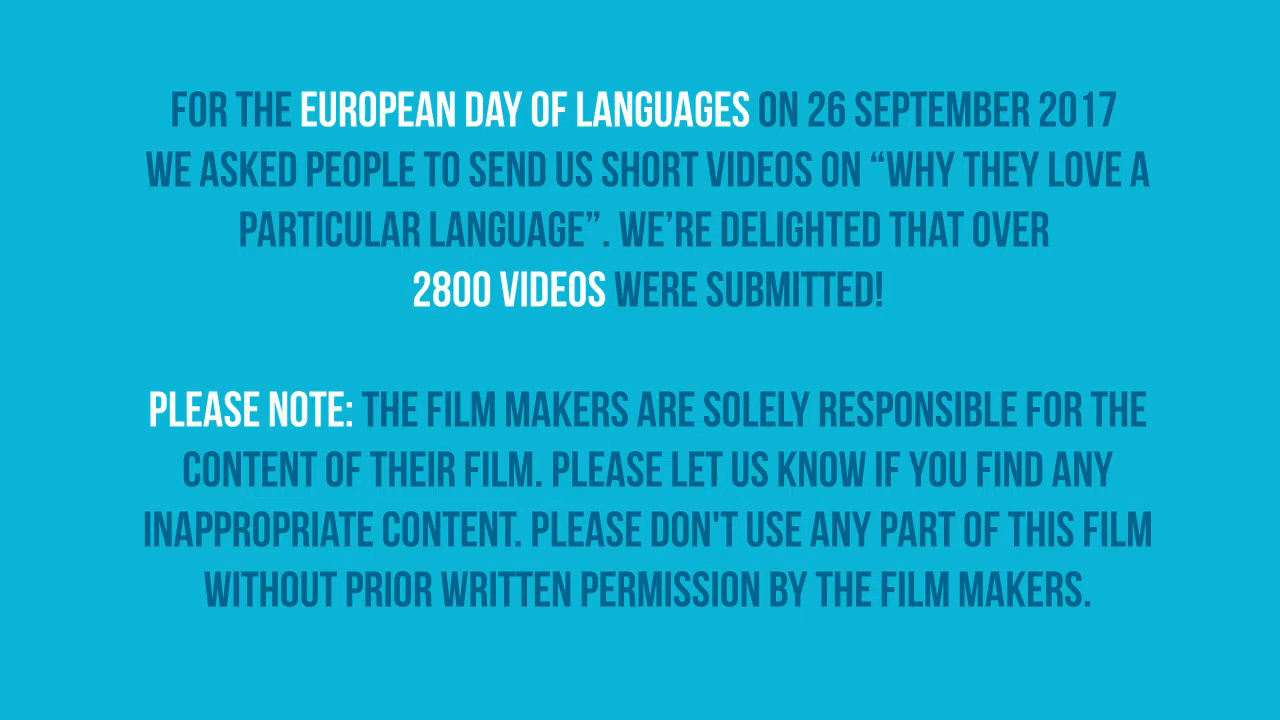 FOR THE EUROPEAN DAY OF LANGUAGES ON 26 SEPTEMBER 2017
WE ASKED PEOPLE TO SEND US SHORT VIDEOS ON “WHY THEY LOVE A
PARTICULAR LANGUAGE”. WE’RE DELIGHTED THAT OVER
2800 VIDEOS WERE SUBMITTED!
PLEASE NOTE: THE FILM MAKERS ARE SOLELY RESPONSIBLE FOR THE
CONTENT OF THEIR FILM. PLEASE LET US KNOW IF YOU FIND ANY
INAPPROPRIATE CONTENT. PLEASE DON'T USE ANY PART OF THIS FILM
WITHOUT PRIOR WRITTEN PERMISSION BY THE FILM MAKERS.